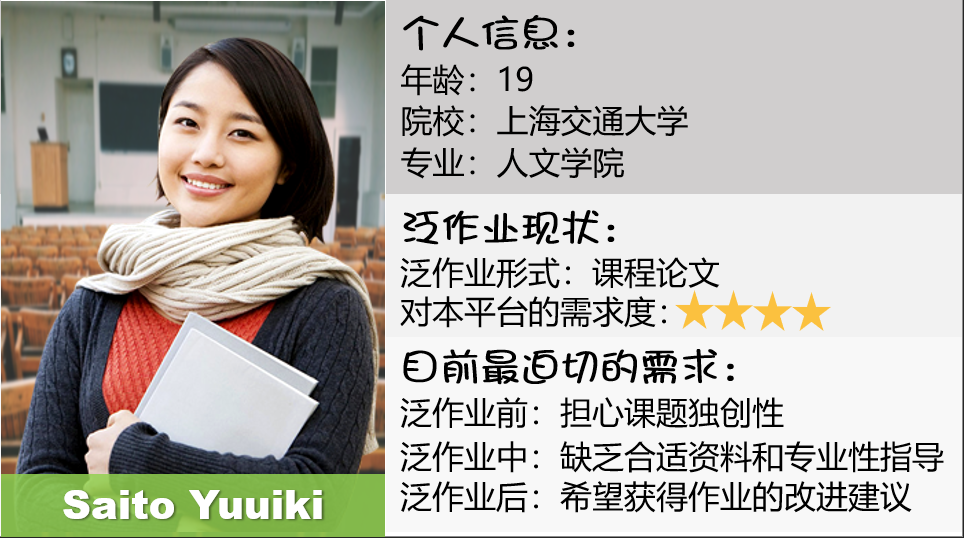 个人信息：
年龄：19
院校：上海交通大学
专业：人文学院
泛作业现状：
泛作业形式：课程论文
对本平台的需求度：
目前最迫切的需求：
泛作业前：担心课题独创性
泛作业中：缺乏合适资料和专业性指导
泛作业后：希望获得作业的改进建议
Saito Yuuiki